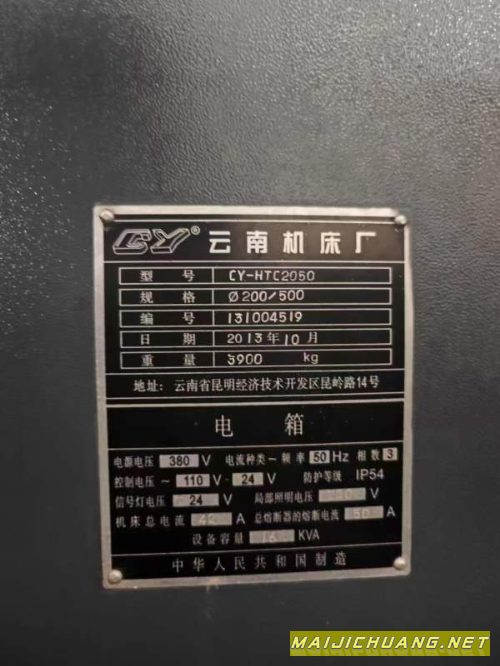 CY® 云南机床厂
型号 CY-HTC2050
规格 Ø200/500
编号 131004519
日期 2013年10月
重量 3900 kg
地址: 云南省昆明经济技术开发区昆岭路14号
电箱
电源电压 380 V 电流种类~ 频率 50 Hz 相数 3
控制电压 ~ 110 V - 24 V 防护等级 IP54
信号灯电压 24 V 局部照明电压 V
机床总电流 A 总熔断器的熔断电流 50 A
设备容量 16 KVA
中华人民共和国制造
MAIJICHUANG.NET